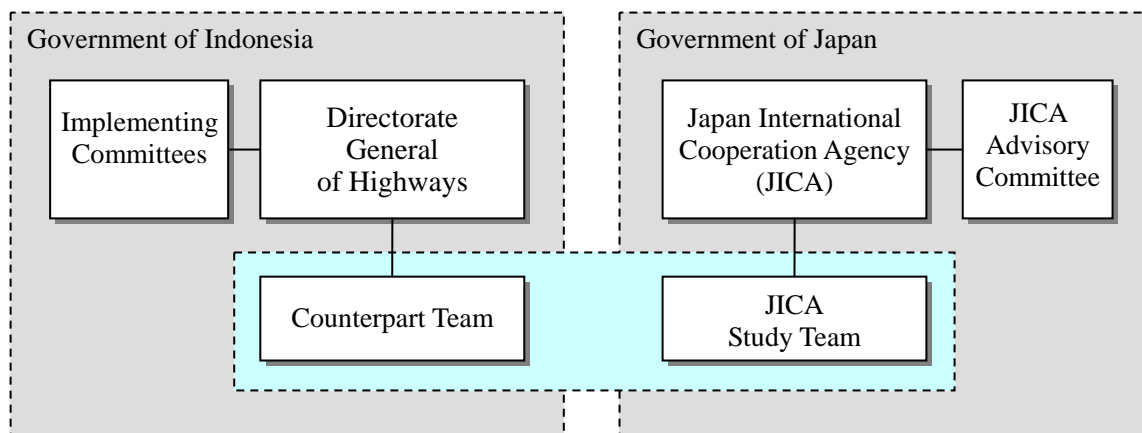 Government of Indonesia
Implementing
Committees
Directorate
General
of Highways
Counterpart Team
Government of Japan
Japan International
Cooperation Agency
(JICA)
JICA
Advisory
Committee
JICA
Study Team